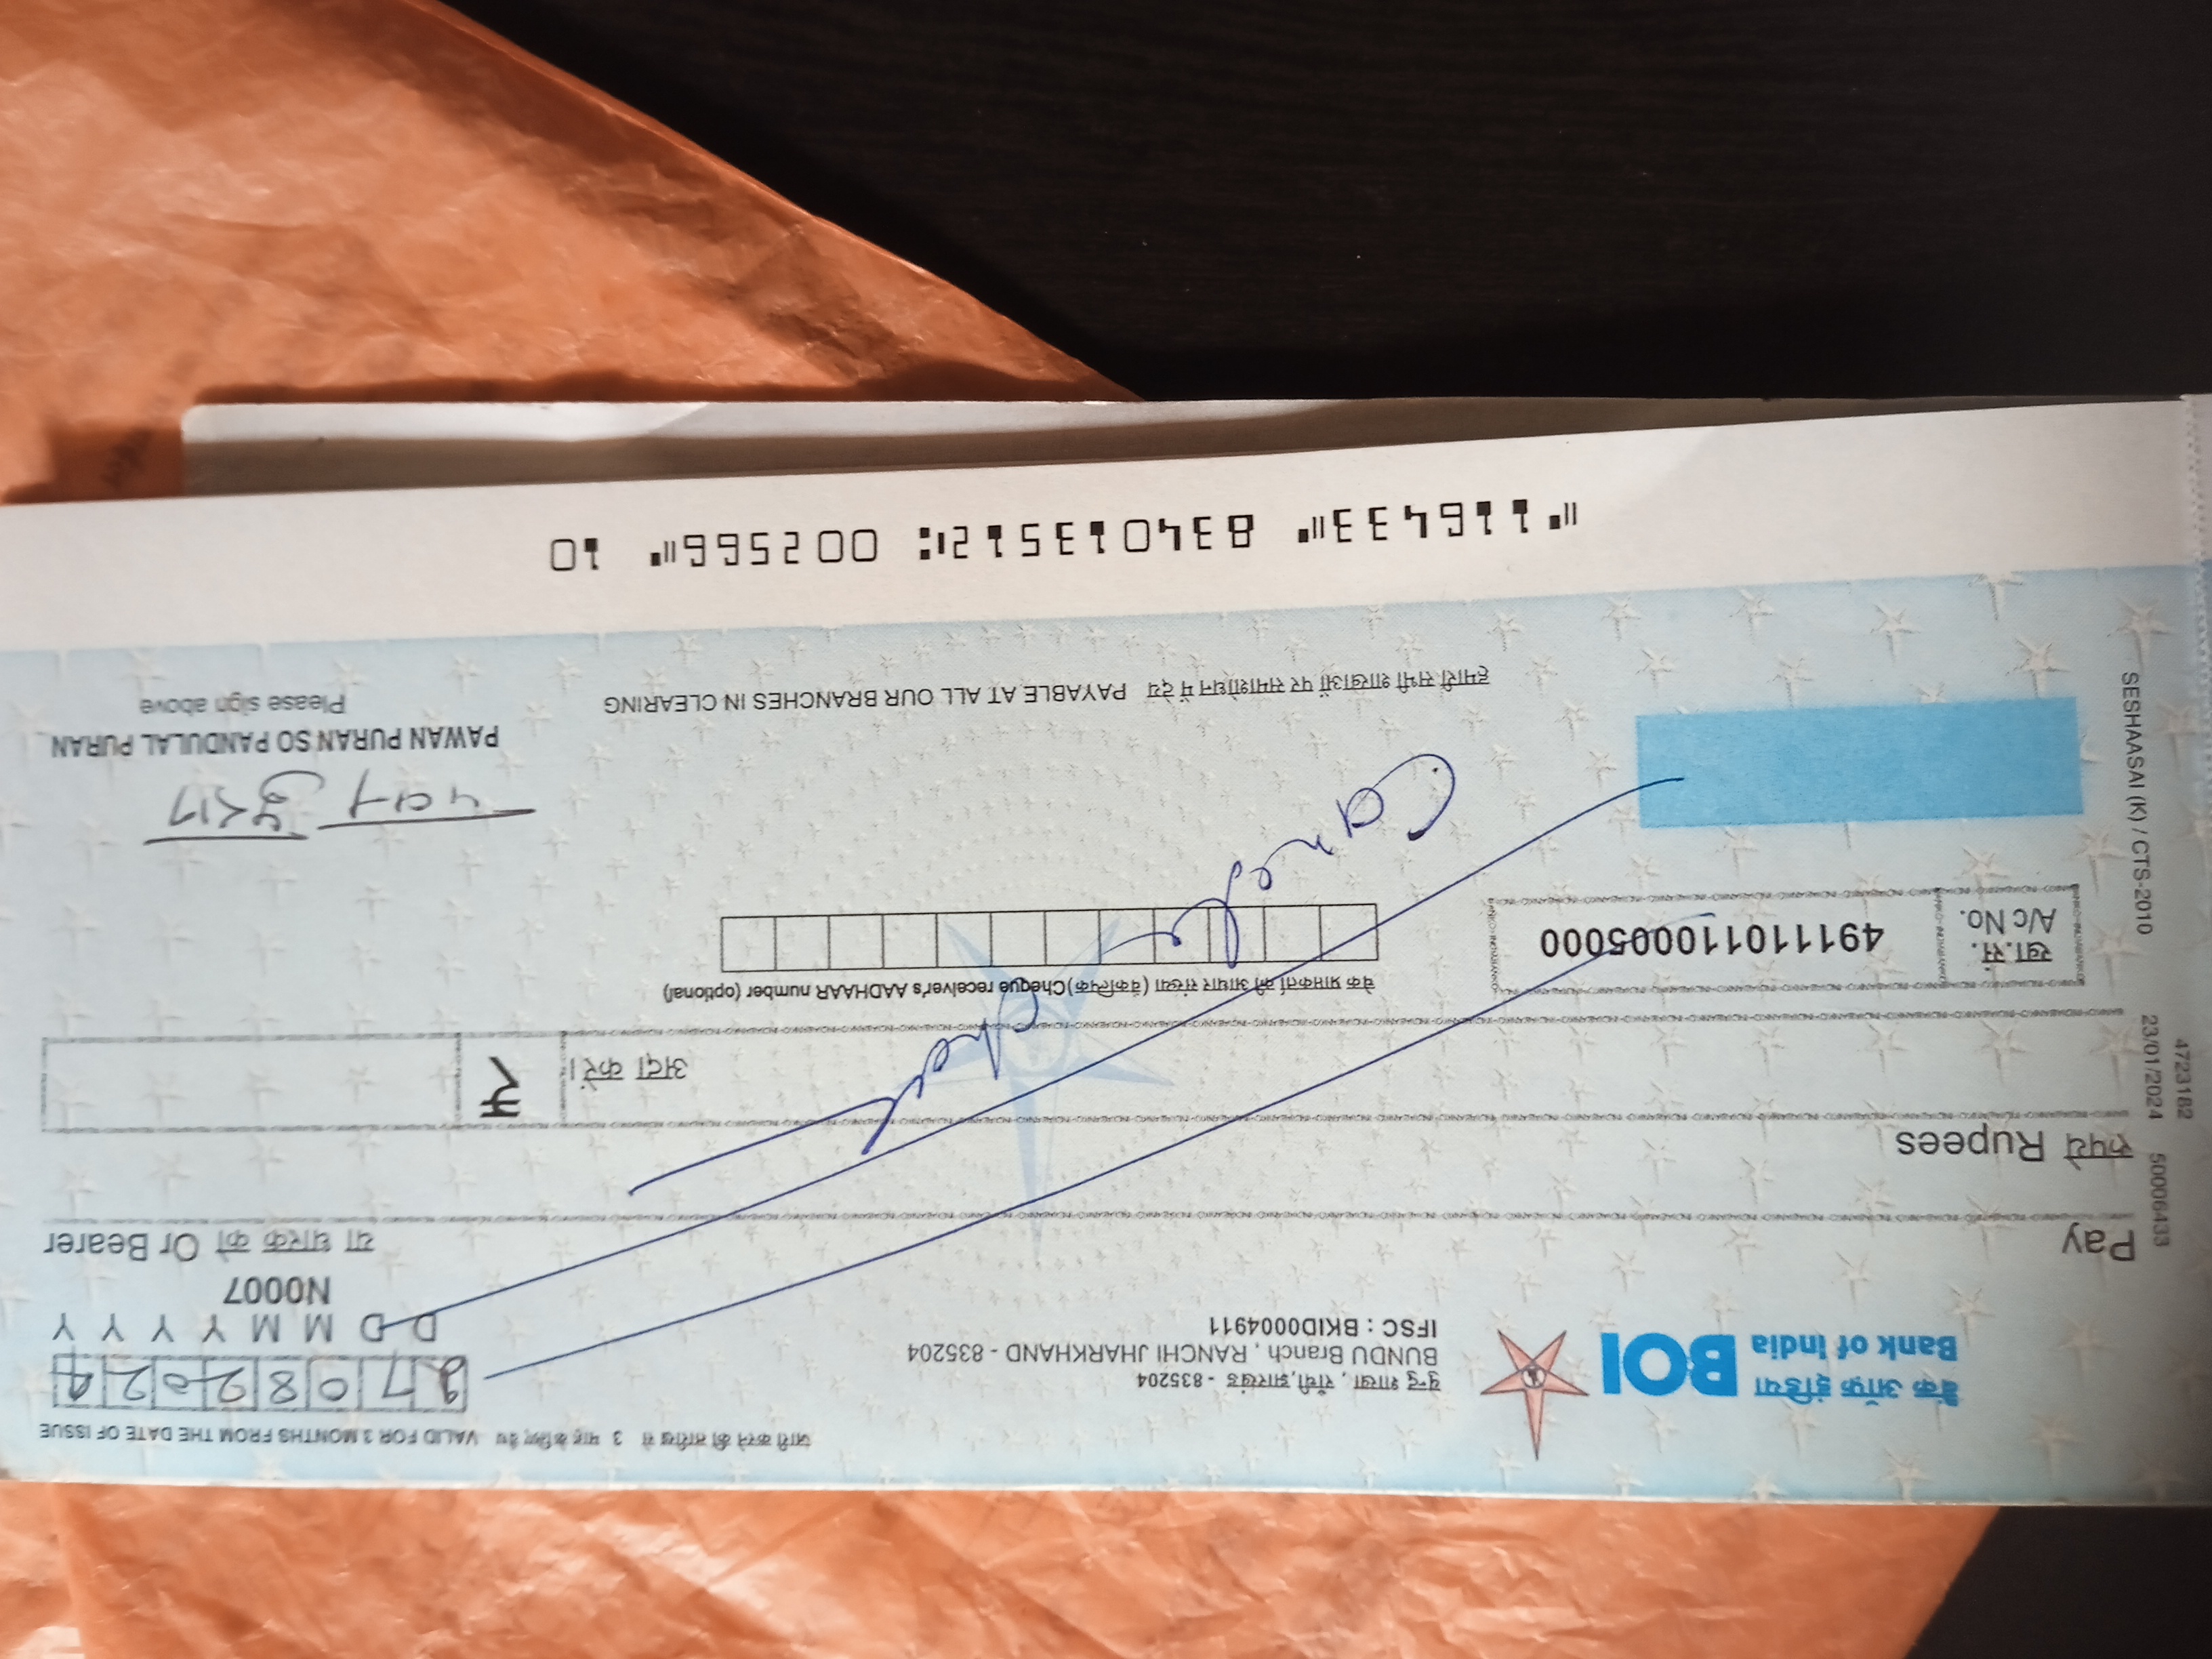 जारी करने की तारीख से 3 माह के लिए वैध VALID FOR 3 MONTHS FROM THE DATE OF ISSUE
बैंक ऑफ़ इंडिया BOI
Bank of India
बुन्डु शाखा , राँची,झारखंड - 835204
BUNDU Branch , RANCHI JHARKHAND - 835204
IFSC : BKID0004911
27082024
D D M M Y Y Y Y
N0007
Pay
या धारक को Or Bearer
रुपये Rupees
अदा करें। ₹
खा.सं. A/c No. 491110110005000
चेक प्राप्तकर्ता की आधार संख्या (वैकल्पिक) Cheque receiver's AADHAAR number (optional)
Cancel
पवन पुरान
PAWAN PURAN SO PANDULAL PURAN
Please sign above
हमारी सभी शाखाओं पर समाशोधन में देय PAYABLE AT ALL OUR BRANCHES IN CLEARING
⑈116433⑈ 834013512⑆ 002566⑈ 10
SESHAASAI (K) / CTS-2010
23/01/2024 50006433
4723182